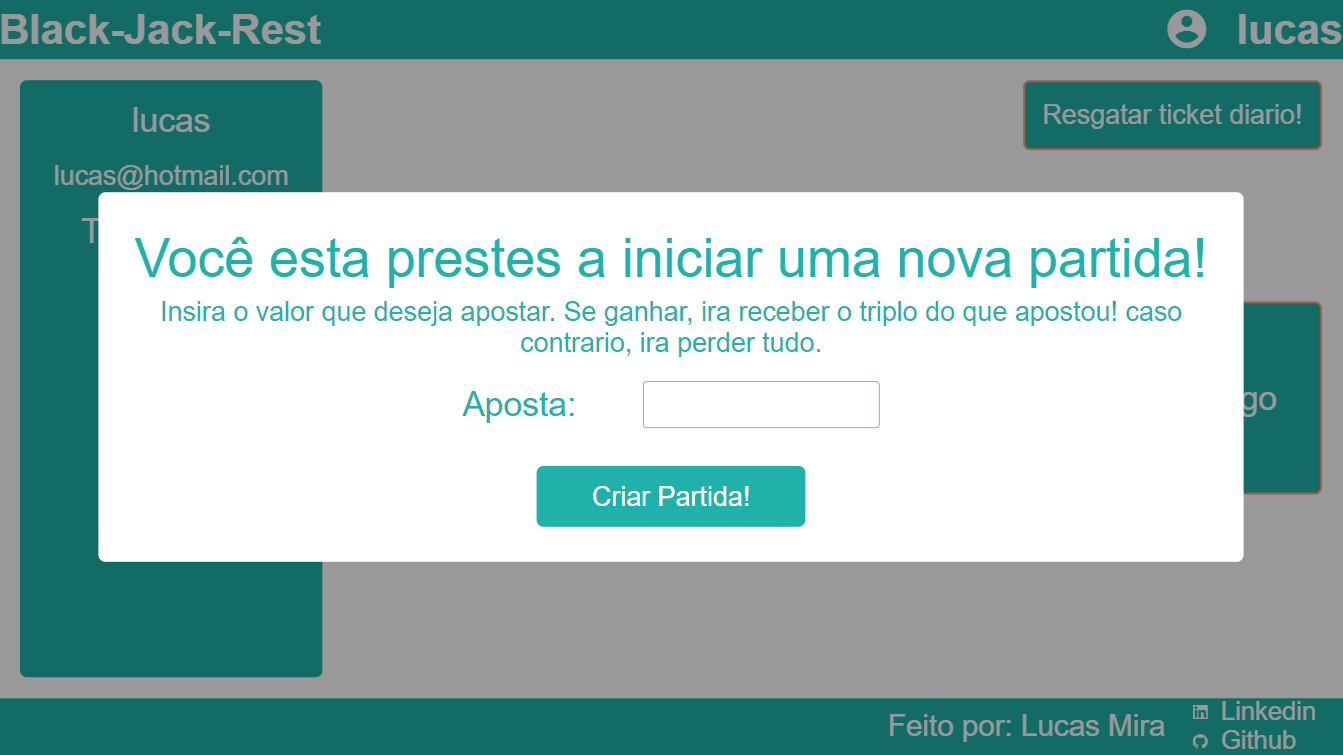 Black-Jack-Rest
lucas
lucas
lucas@hotmail.com
Resgatar ticket diario!
Você esta prestes a iniciar uma nova partida!
Insira o valor que deseja apostar. Se ganhar, ira receber o triplo do que apostou! caso
contrario, ira perder tudo.
Aposta:
Criar Partida!
Feito por: Lucas Mira
Linkedin
Github